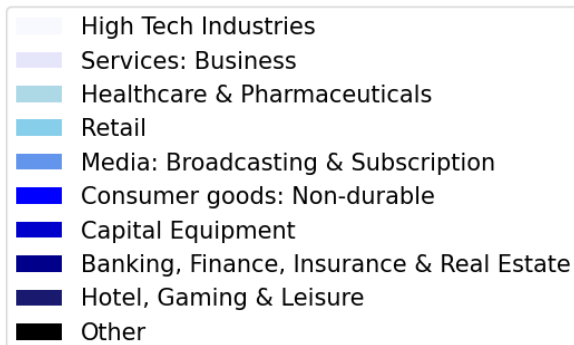 High Tech Industries
Services: Business
Healthcare & Pharmaceuticals
Retail
Media: Broadcasting & Subscription
Consumer goods: Non-durable
Capital Equipment
Banking, Finance, Insurance & Real Estate
Hotel, Gaming & Leisure
Other